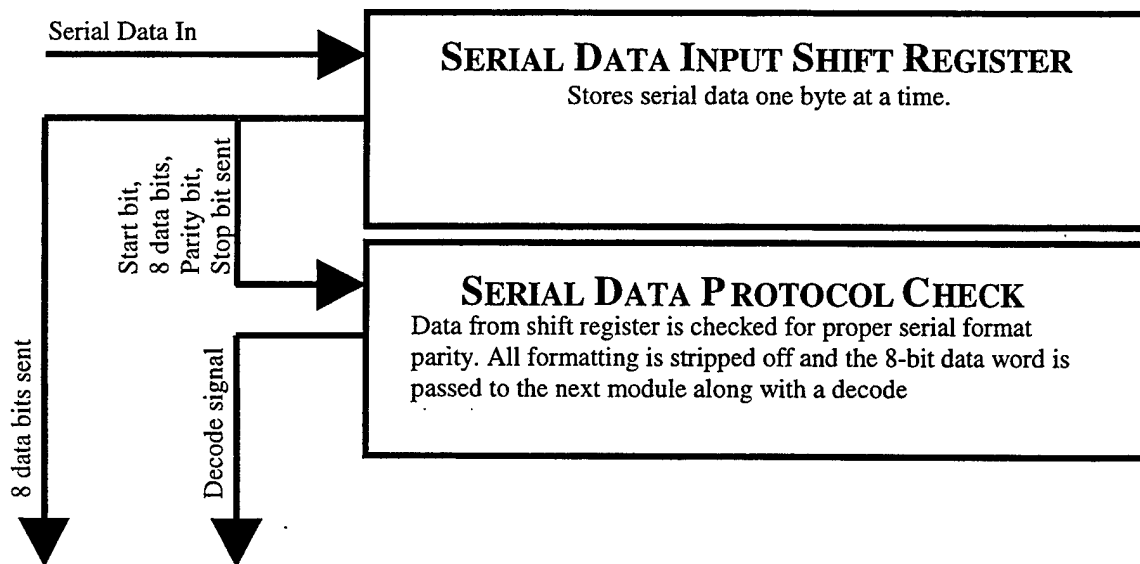 Serial Data In
SERIAL DATA INPUT SHIFT REGISTER
Stores serial data one byte at a time.
Start bit,
8 data bits,
Parity bit,
Stop bit sent
SERIAL DATA PROTOCOL CHECK
Data from shift register is checked for proper serial format
parity. All formatting is stripped off and the 8-bit data word is
passed to the next module along with a decode
8 data bits sent
Decode signal